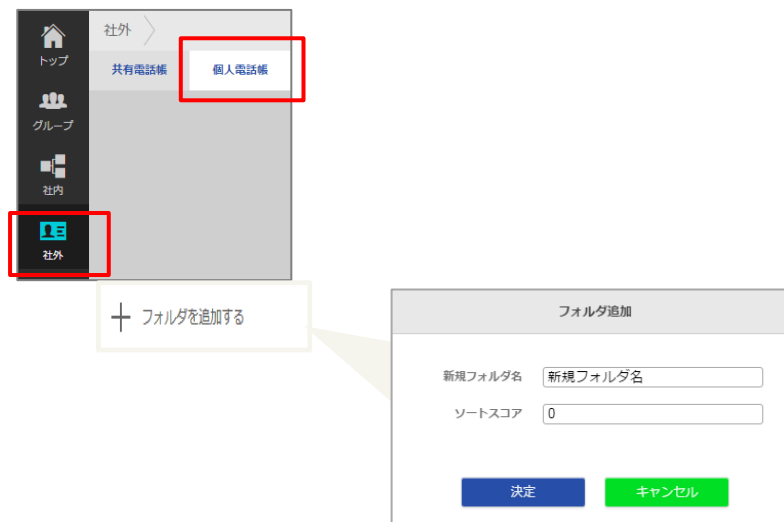 トップ
グループ
社内
社外
社外
共有電話帳 個人電話帳
フォルダを追加する
フォルダ追加
新規フォルダ名 新規フォルダ名
ソートスコア 0
決定 キャンセル